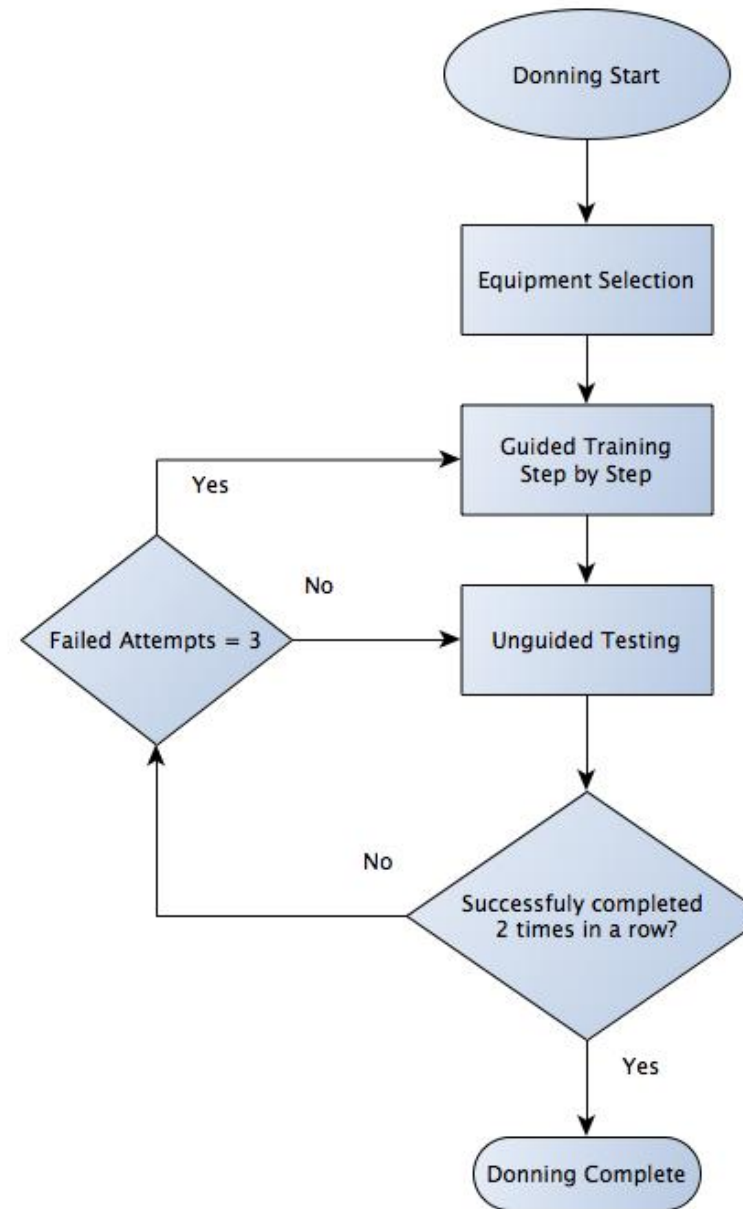 Donning Start
Equipment Selection
Guided Training
Step by Step
Yes
No
Failed Attempts = 3
Unguided Testing
No
Successfuly completed
2 times in a row?
Yes
Donning Complete